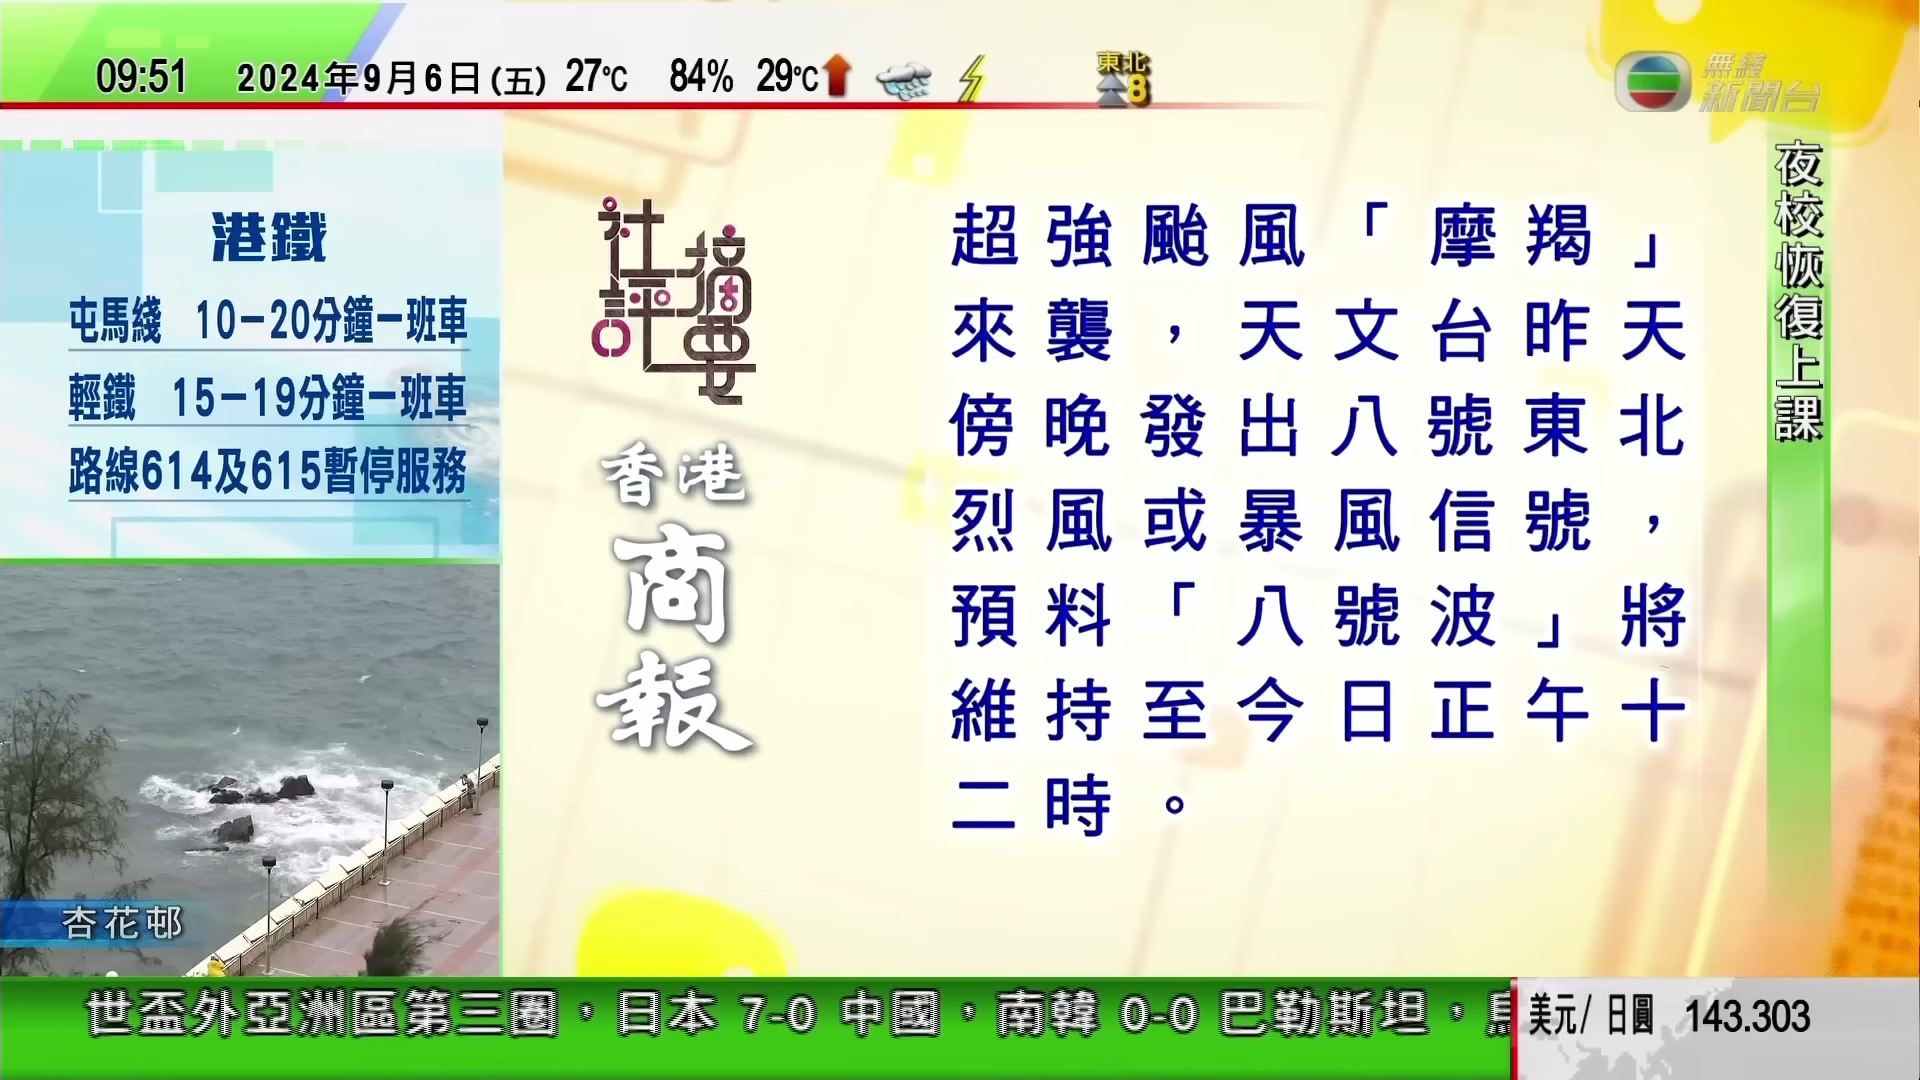 09:51 2024年9月6日(五) 27℃ 84% 29℃
東北
8
無綫
新聞台
港鐵
屯馬綫 10－20分鐘一班車
輕鐵 15－19分鐘一班車
路線614及615暫停服務
杏花邨
社評
摘要
香港
商報
超強颱風「摩羯」
來襲，天文台昨天
傍晚發出八號東北
烈風或暴風信號，
預料「八號波」將
維持至今日正午十
二時。
夜校恢復上課
世盃外亞洲區第三圈．日本 7-0 中國．南韓 0-0 巴勒斯坦．
美元/ 日圓 143.303